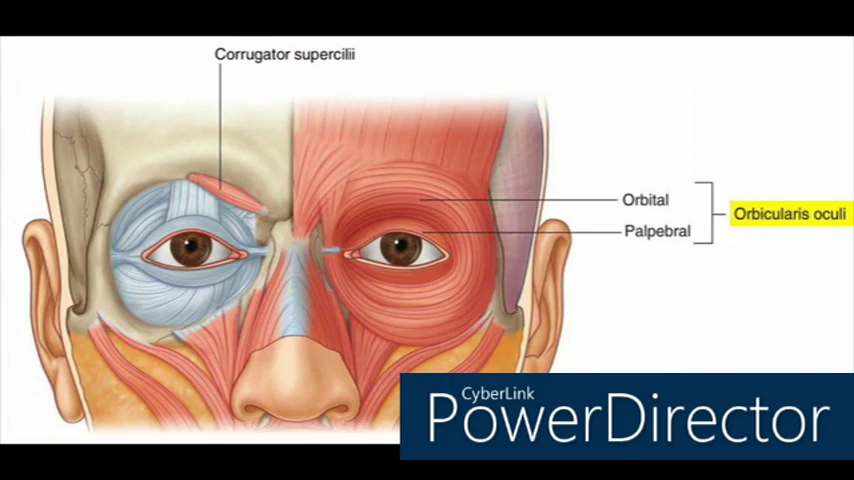 Corrugator supercilii
Orbital
Orbicularis oculi
Palpebral
CyberLink
PowerDirector